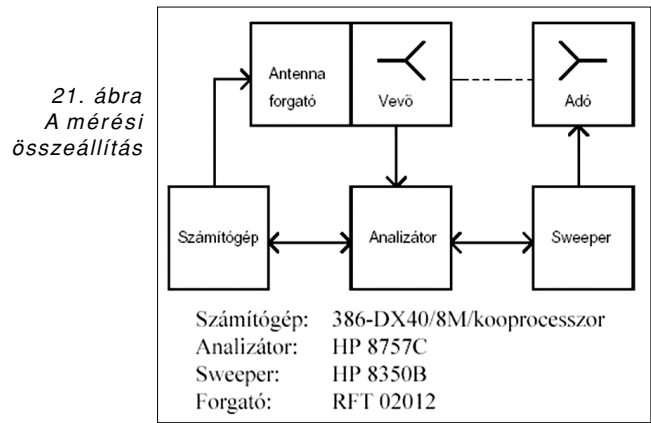 21. ábra
A mérési
összeállítás
Antenna
forgató
Vevő
Adó
Számítógép
Analizátor
Sweeper
Számítógép: 386-DX40/8M/kooprocesszor
Analizátor: HP 8757C
Sweeper: HP 8350B
Forgató: RFT 02012